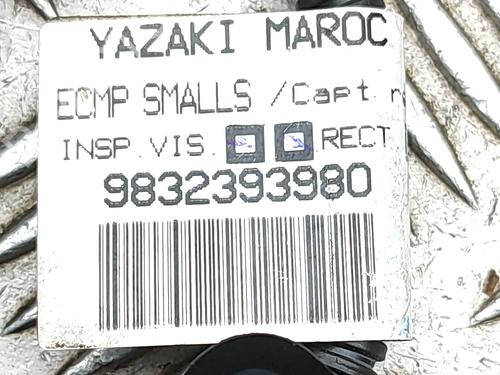 YAZAKI MAROC
ECMP SMALLS /Capt.
INSP.VIS. RECT
9832393980